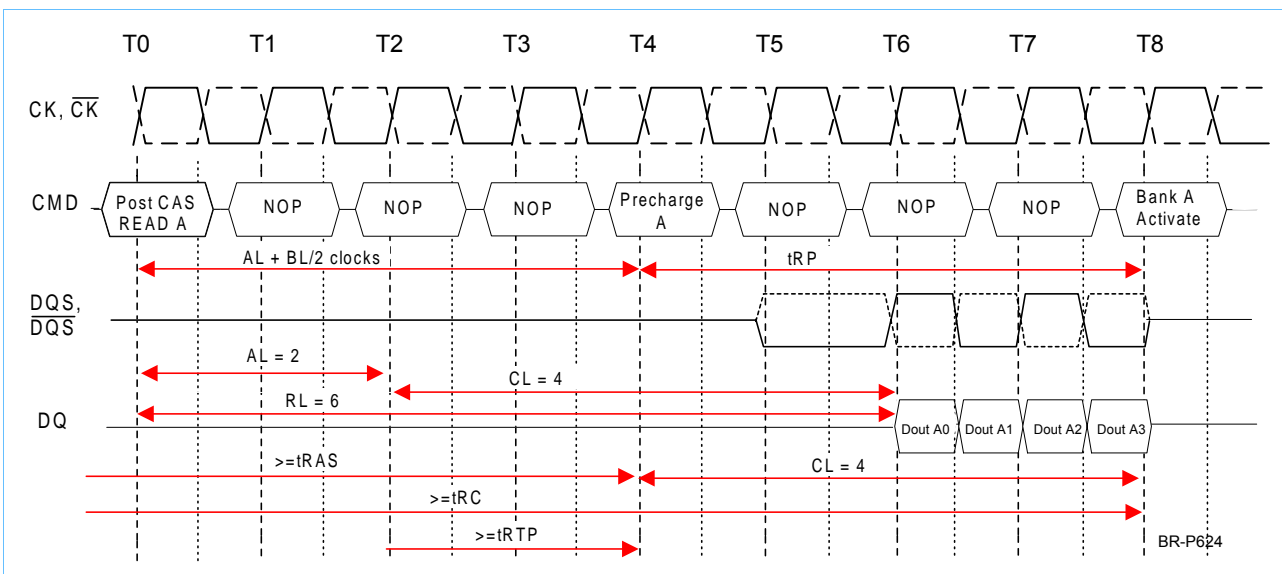 T0 T1 T2 T3 T4 T5 T6 T7 T8
CK, CK
CMD
Post CAS
READ A
NOP
NOP
NOP
Precharge
A
NOP
NOP
NOP
Bank A
Activate
AL + BL/2 clocks
tRP
DQS,
DQS
AL = 2
CL = 4
RL = 6
DQ
Dout A0
Dout A1
Dout A2
Dout A3
>=tRAS
CL = 4
>=tRC
>=tRTP
BR-P624